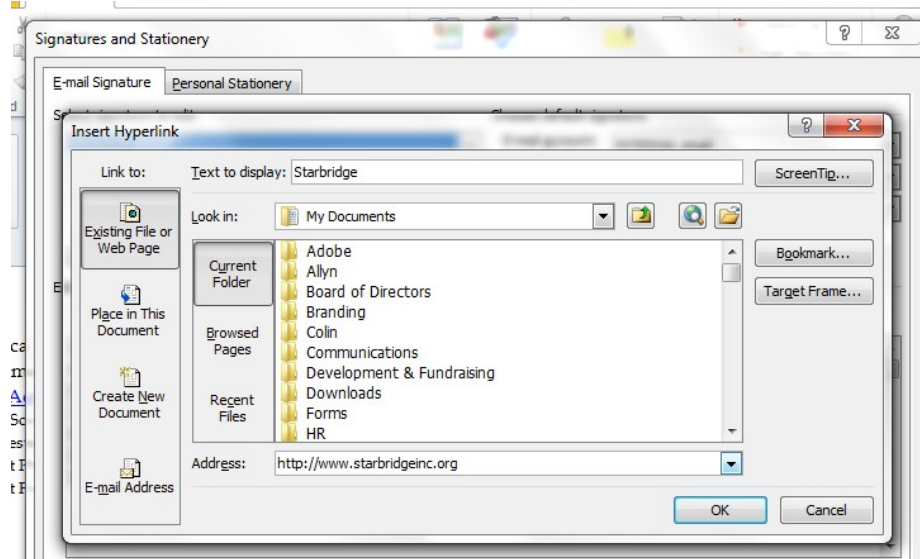 Signatures and Stationery
E-mail Signature Personal Stationery
Insert Hyperlink
Link to:
Text to display: Starbridge
ScreenTip...
Existing File or
Web Page
Look in: My Documents
Current
Folder
Adobe
Allyn
Board of Directors
Branding
Colin
Communications
Development & Fundraising
Downloads
Forms
HR
Bookmark...
Target Frame...
Place in This
Document
Browsed
Pages
Create New
Document
Recent
Files
E-mail Address
Address: http://www.starbridgeinc.org
OK Cancel